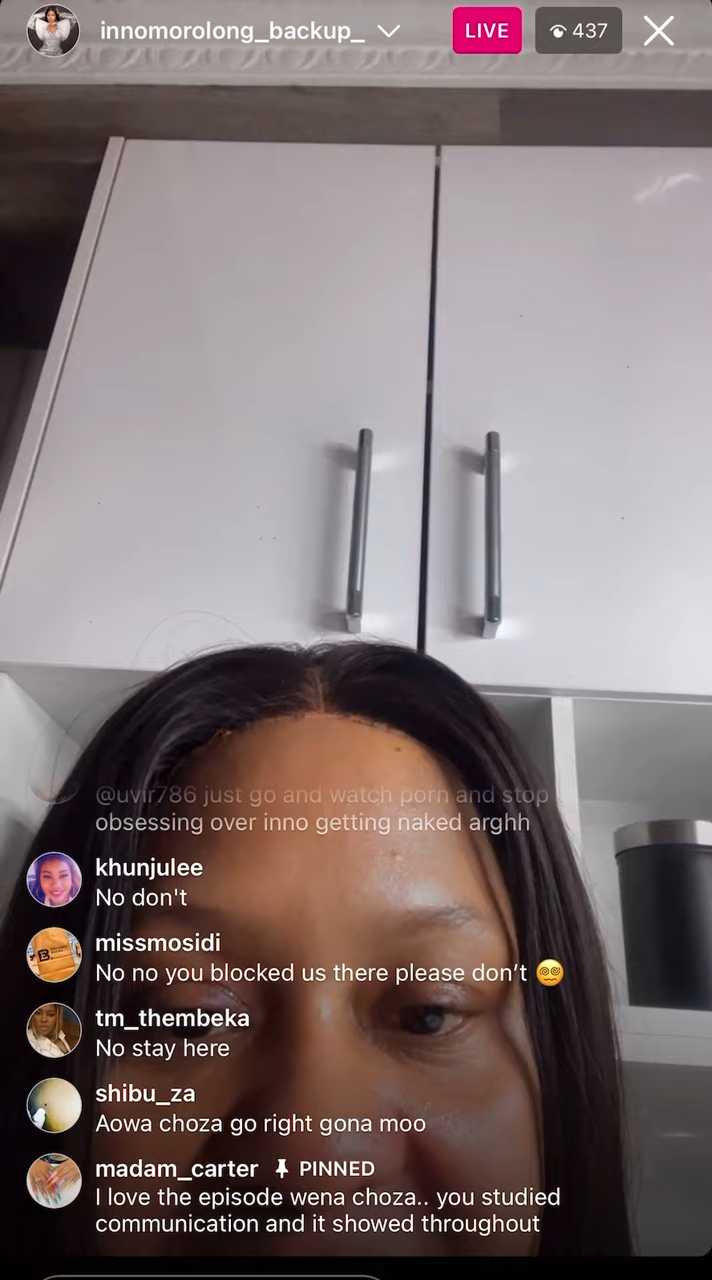 innomorolong_backup_
LIVE
437
@uvir786 just go and watch porn and stop
obsessing over inno getting naked arghh
khunjulee
No don't
missmosidi
No no you blocked us there please don’t 😵‍💫
tm_thembeka
No stay here
shibu_za
Aowa choza go right gona moo
madam_carter PINNED
I love the episode wena choza.. you studied
communication and it showed throughout